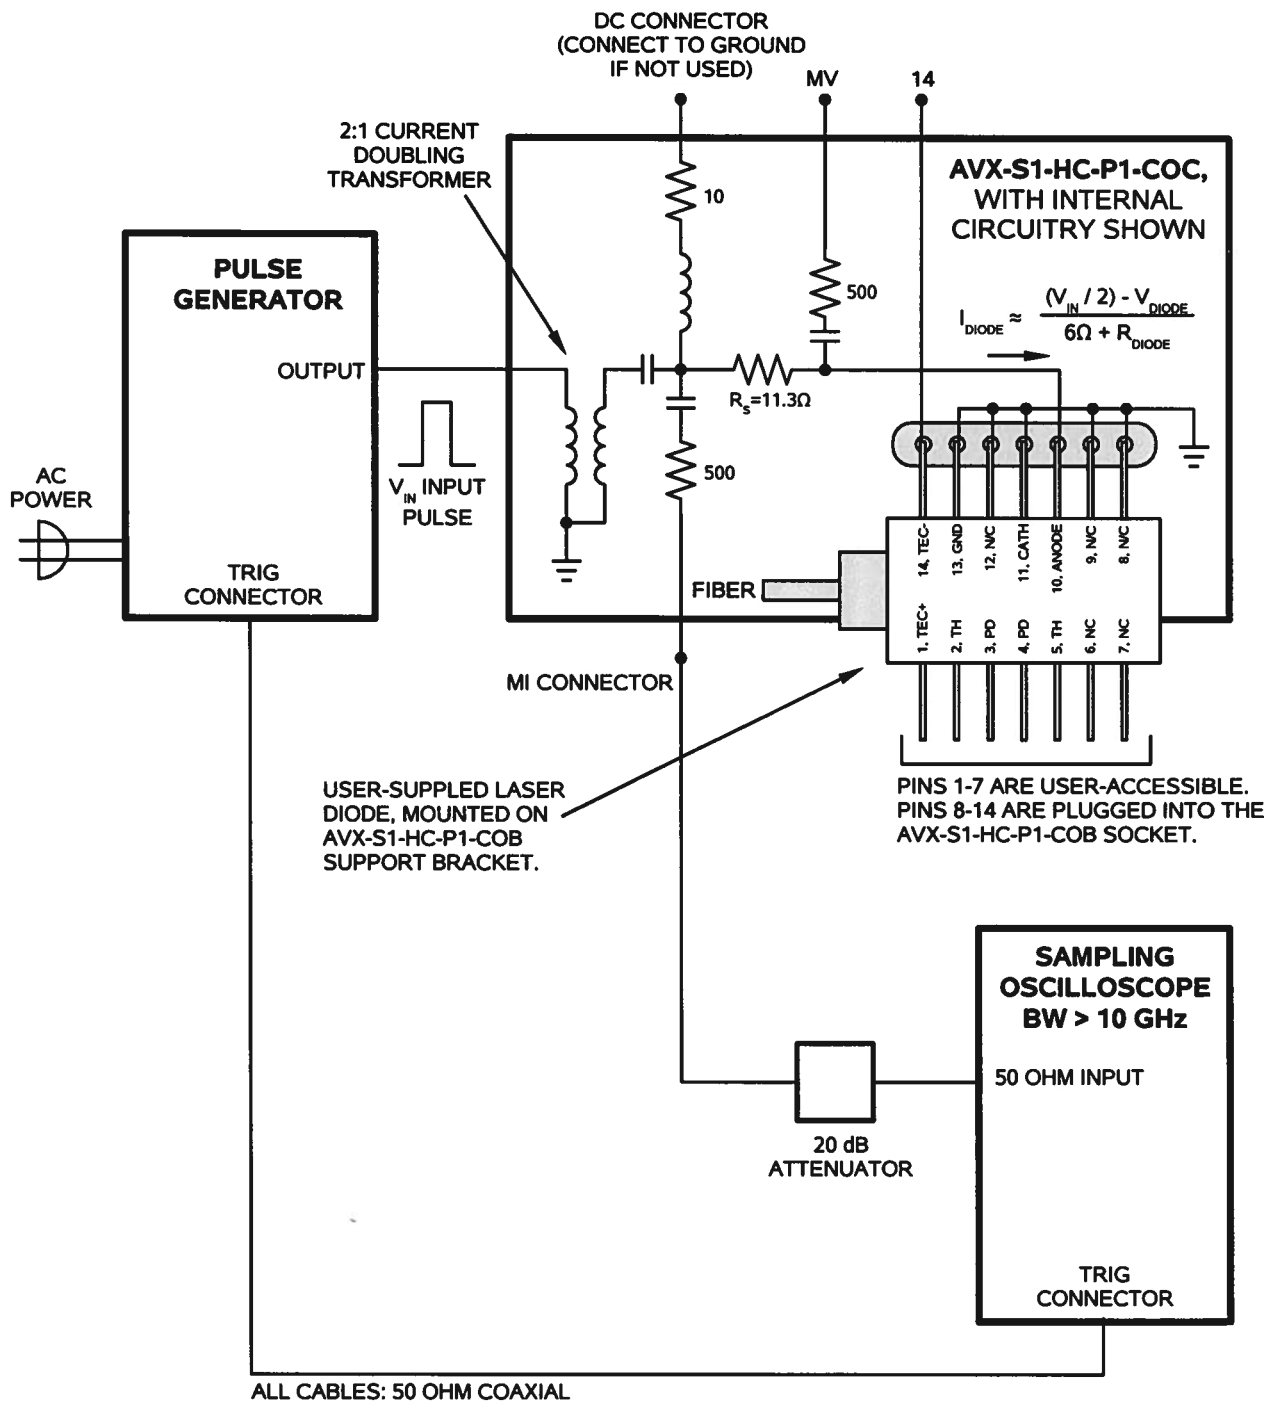 DC CONNECTOR
(CONNECT TO GROUND
IF NOT USED)
MV
14
2:1 CURRENT
DOUBLING
TRANSFORMER
AVX-S1-HC-P1-COC,
WITH INTERNAL
CIRCUITRY SHOWN
10
500
PULSE
GENERATOR
I_DIODE ≈ (V_IN / 2) - V_DIODE
6Ω + R_DIODE
OUTPUT
R_S=11.3Ω
500
V_IN INPUT
PULSE
AC
POWER
TRIG
CONNECTOR
14. TEC-
13. GND
12. N/C
11. CATH
10. ANODE
9. N/C
8. N/C
FIBER
1. TEC+
2. TH
3. PD
4. PD
5. TH
6. NC
7. NC
MI CONNECTOR
USER-SUPPLED LASER
DIODE, MOUNTED ON
AVX-S1-HC-P1-COB
SUPPORT BRACKET.
PINS 1-7 ARE USER-ACCESSIBLE.
PINS 8-14 ARE PLUGGED INTO THE
AVX-S1-HC-P1-COB SOCKET.
SAMPLING
OSCILLOSCOPE
BW > 10 GHz
50 OHM INPUT
20 dB
ATTENUATOR
TRIG
CONNECTOR
ALL CABLES: 50 OHM COAXIAL